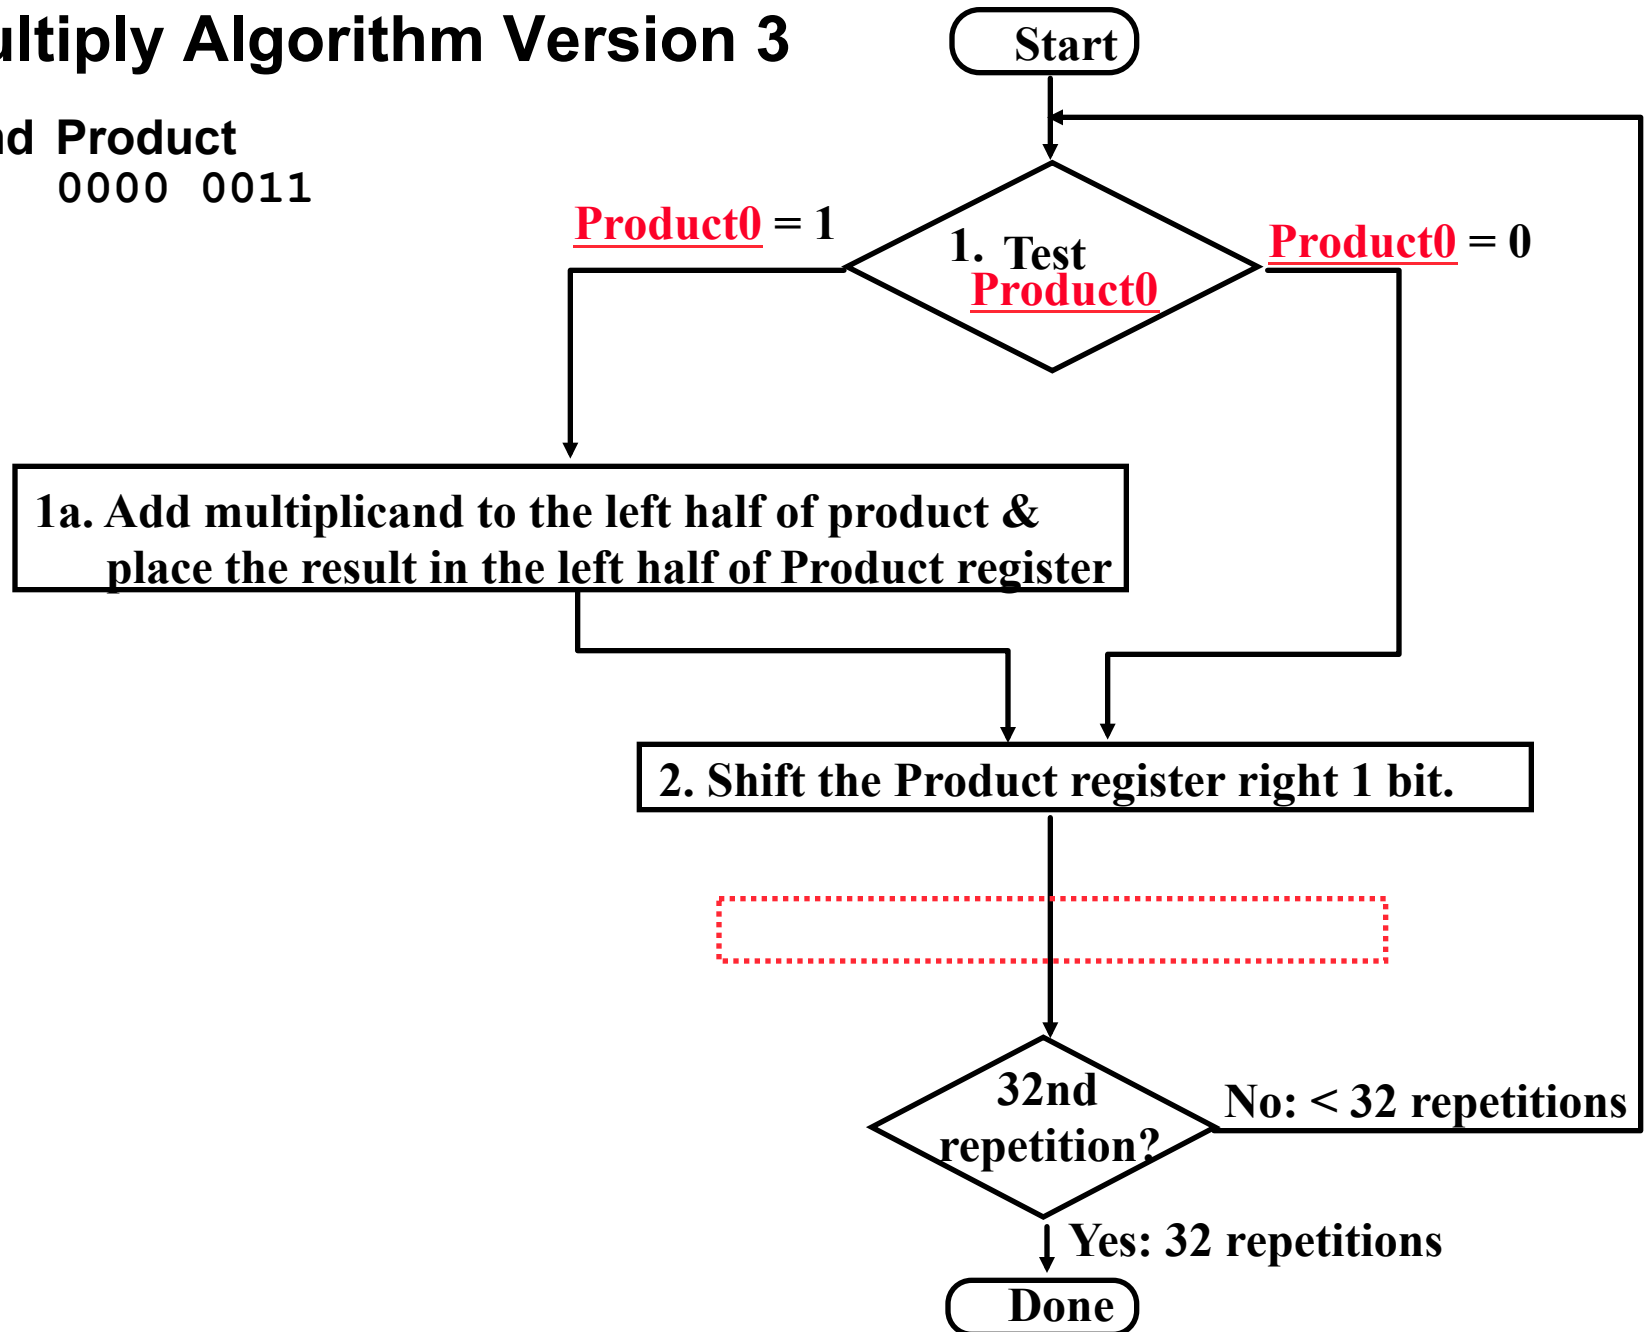 ultiply Algorithm Version 3
nd Product
0000 0011
Start
Product0 = 1
1. Test
Product0
Product0 = 0
1a. Add multiplicand to the left half of product &
place the result in the left half of Product register
2. Shift the Product register right 1 bit.
32nd
repetition?
No: < 32 repetitions
Yes: 32 repetitions
Done